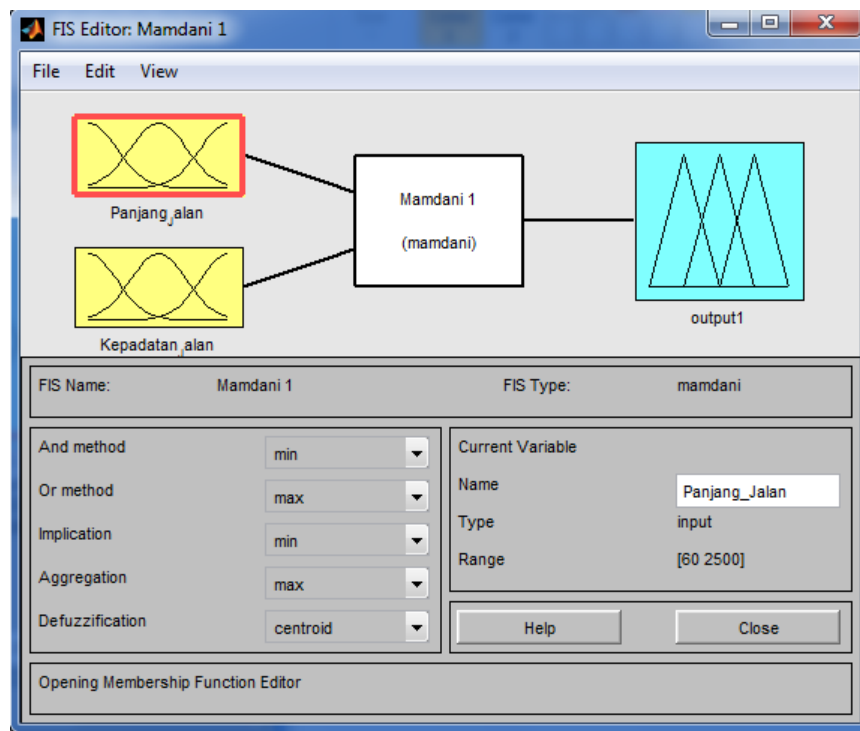 FIS Editor: Mamdani 1
File Edit View
Panjang_Jalan
Mamdani 1
(mamdani)
Kepadatan_Jalan
output1
FIS Name: Mamdani 1 FIS Type: mamdani
And method min
Or method max
Implication min
Aggregation max
Defuzzification centroid
Current Variable
Name Panjang_Jalan
Type input
Range [60 2500]
Help Close
Opening Membership Function Editor